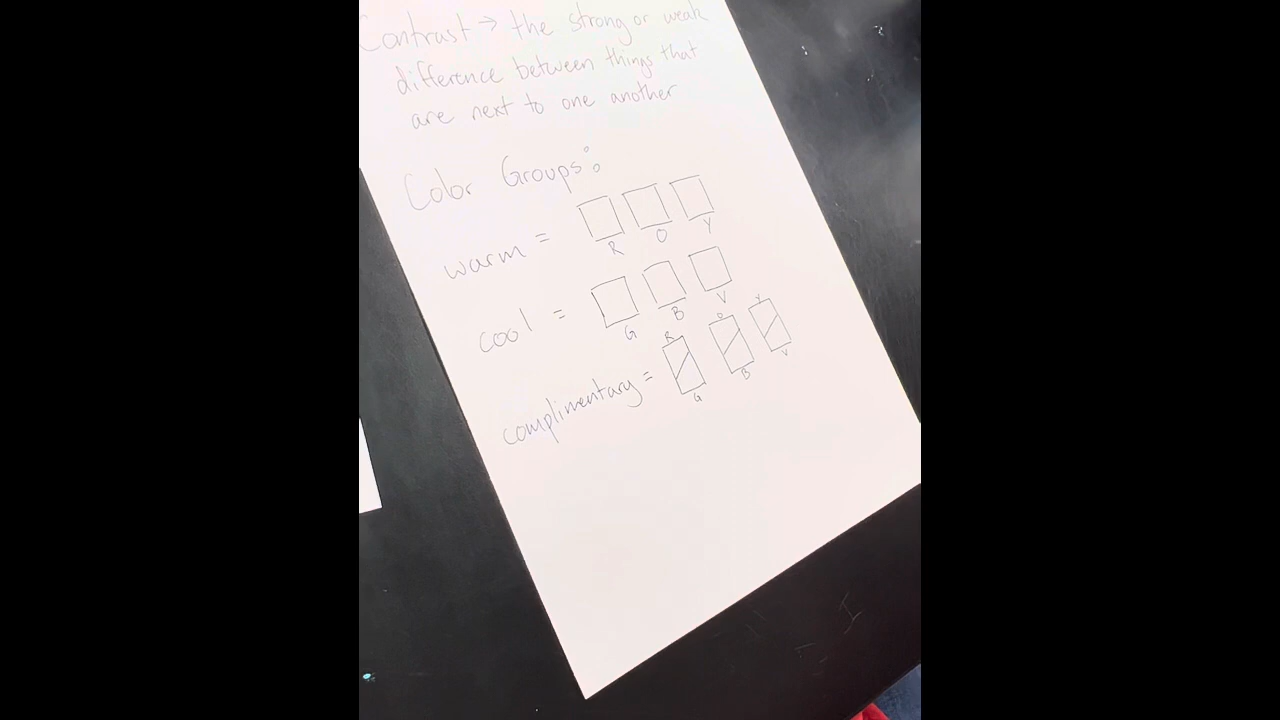 Contrast → the strong or weak
difference between things that
are next to one another
Color Groups:
warm =
R O Y
cool =
G B V
complimentary =
R O Y
G B V